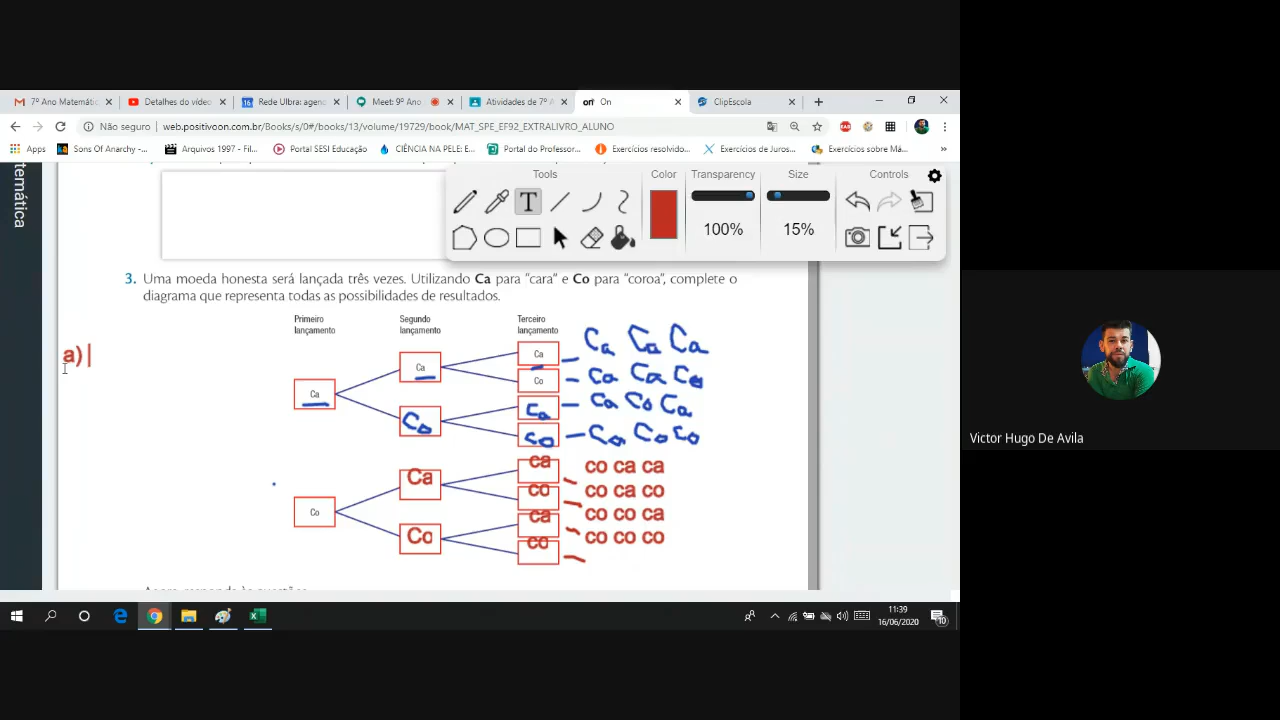 7º Ano Matemátic
Detalhes do vídeo
Rede Ulbra: agen
Meet: 9º Ano
Atividades de 7º A
On
ClipEscola
Não seguro
web.positivoon.com.br/Books/s/0#/books/13/volume/19729/book/MAT_SPE_EF92_EXTRALIVRO_ALUNO
Apps
Sons Of Anarchy -...
Arquivos 1997 - Fil...
Portal SESI Educação
CIÊNCIA NA PELE: E...
Portal do Professor...
Exercícios resolvido...
Exercícios de Juros...
Exercícios sobre Má...
temática
Tools
Color
Transparency
Size
Controls
100%
15%
3. Uma moeda honesta será lançada três vezes. Utilizando Ca para "cara" e Co para "coroa", complete o
diagrama que representa todas as possibilidades de resultados.
Primeiro
lançamento
Segundo
lançamento
Terceiro
lançamento
a)
Ca
Ca
Ca
Ca Ca Ca
Co
Ca Ca Co
Co
Ca
Ca Co Ca
Co
Ca Co Co
Co
Ca
ca
co ca ca
co
co ca co
Co
ca
co co ca
co
co co co
Victor Hugo De Avila
11:39
16/06/2020
10